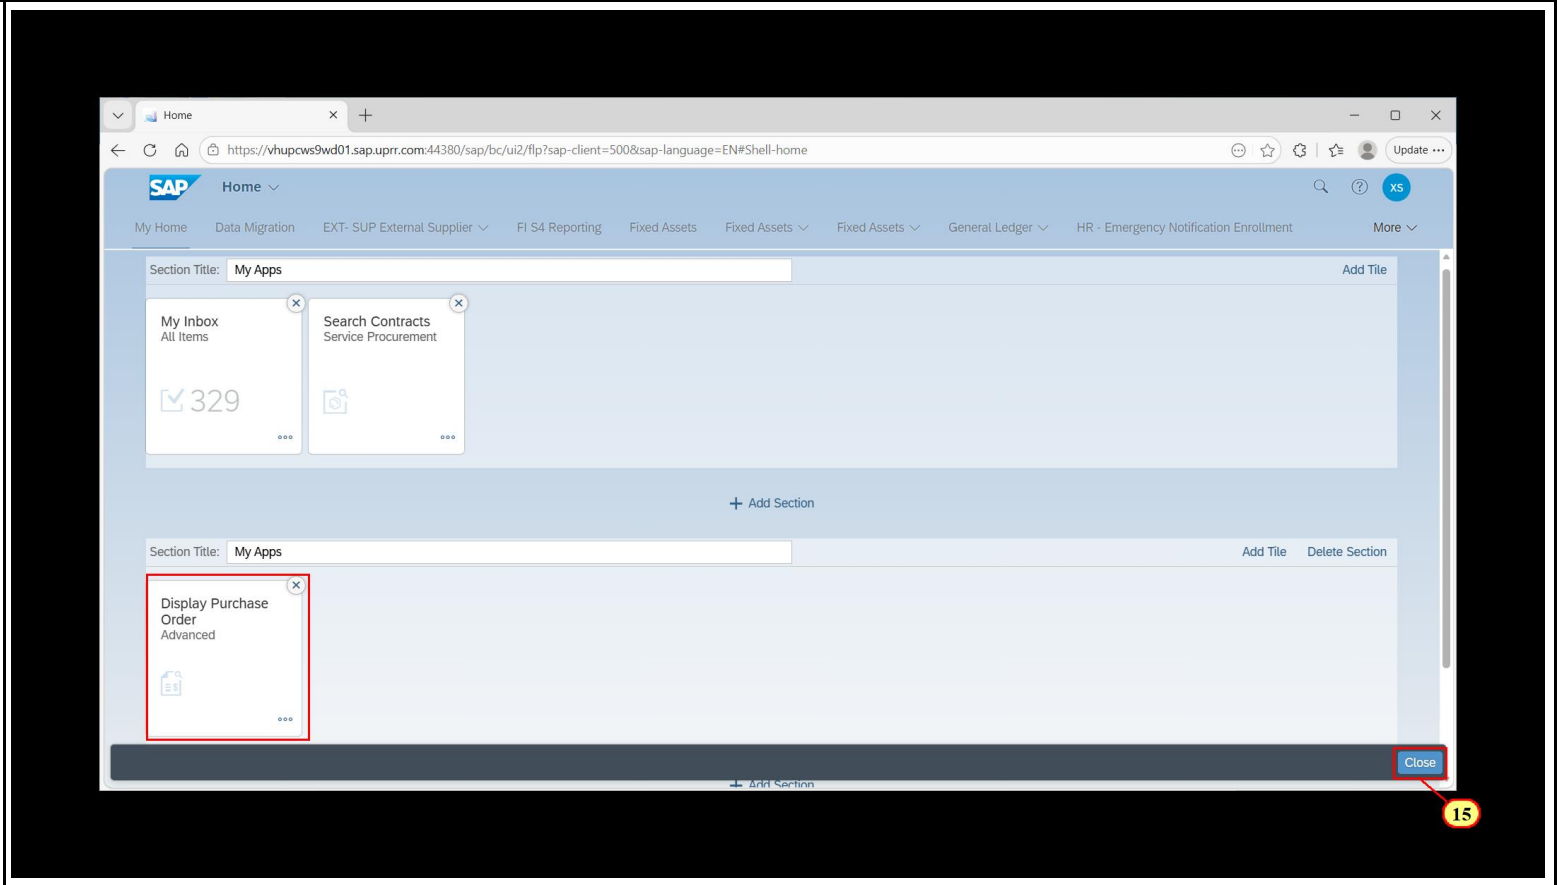 Home
https://vhupcws9wd01.sap.uprr.com:44380/sap/bc/ui2/flp?sap-client=500&sap-language=EN#Shell-home
Update
SAP Home XS
My Home Data Migration EXT- SUP External Supplier FI S4 Reporting Fixed Assets Fixed Assets Fixed Assets General Ledger HR - Emergency Notification Enrollment More
Section Title: My Apps Add Tile
My Inbox
All Items
329
Search Contracts
Service Procurement
+ Add Section
Section Title: My Apps Add Tile Delete Section
Display Purchase
Order
Advanced
Close
+ Add Section
15